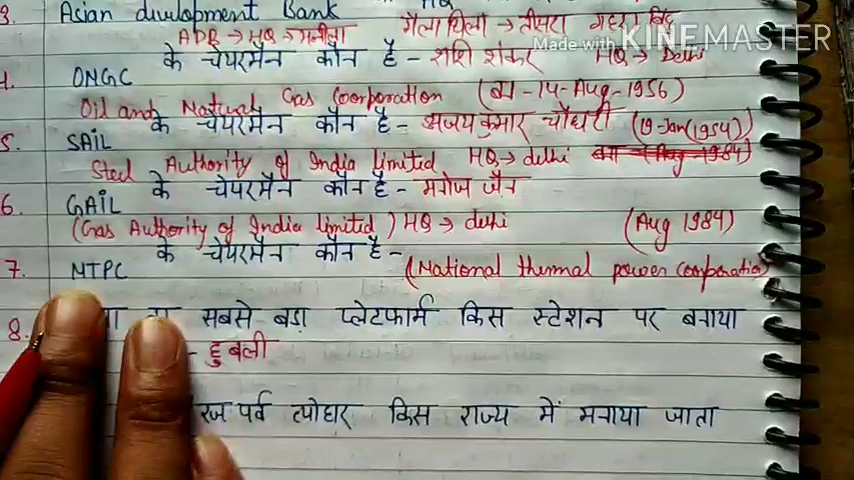 3. Asian development Bank HQ
ADB → HQ → मनीला
Made with KINEMASTER
4. ONGC के चेयरमैन कौन है - शशि शंकर HQ → Delhi
Oil and Natural Gas Coorporation (बना - 14 - Aug - 1956)
5. SAIL के चेयरमैन कौन है - अजय कुमार चौधरी (19 - Jan (1954))
Steel Authority of India limited HQ → delhi
6. GAIL के चेयरमैन कौन है - मनोज जैन
(Gas Authority of India limited) HQ → delhi (Aug 1984)
7. NTPC के चेयरमैन कौन है - (National thermal power Corporation)
8. का सबसे बड़ा प्लेटफार्म किस स्टेशन पर बनाया
- हुबली
रज पर्व त्योहार किस राज्य में मनाया जाता